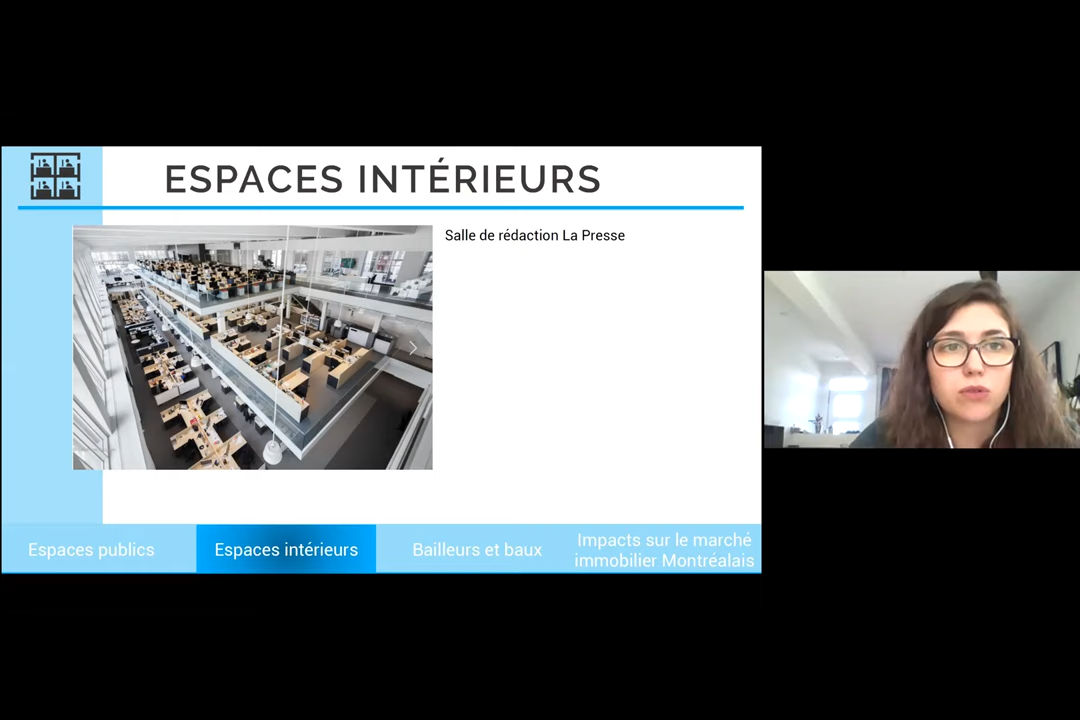 ESPACES INTÉRIEURS
Salle de rédaction La Presse
Espaces publics
Espaces intérieurs
Bailleurs et baux
Impacts sur le marché
immobilier Montréalais